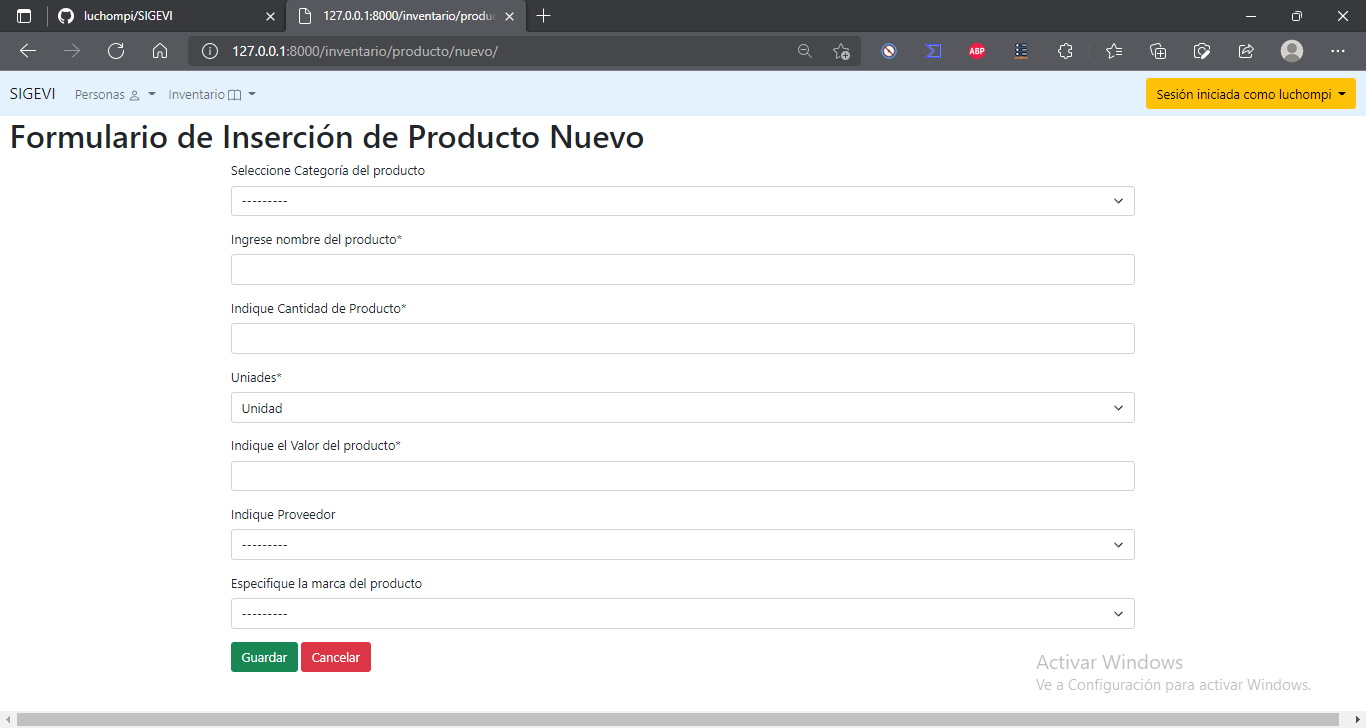 luchompi/SIGEVI
127.0.0.1:8000/inventario/produc
127.0.0.1:8000/inventario/producto/nuevo/
ABP
SIGEVI Personas Inventario Sesión iniciada como luchompi
Formulario de Inserción de Producto Nuevo
Seleccione Categoría del producto
---------
Ingrese nombre del producto*
Indique Cantidad de Producto*
Uniades*
Unidad
Indique el Valor del producto*
Indique Proveedor
---------
Especifique la marca del producto
---------
Guardar Cancelar
Activar Windows
Ve a Configuración para activar Windows.